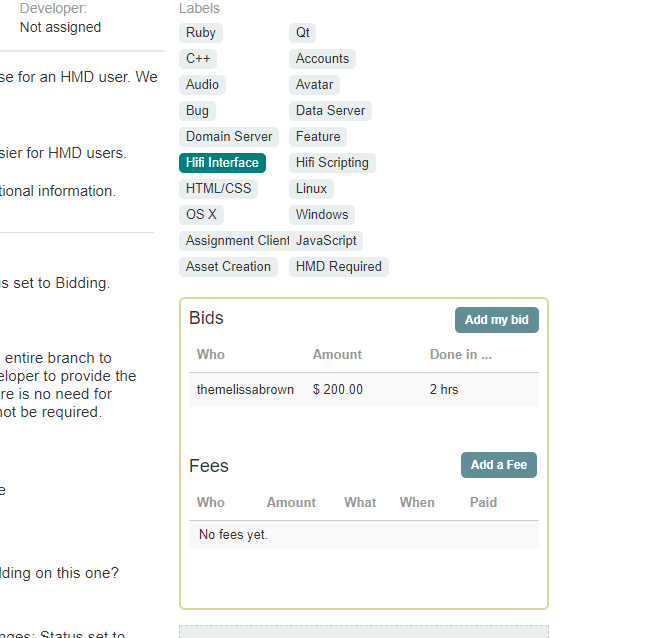 Developer:
Not assigned
se for an HMD user. We
sier for HMD users.
tional information.
s set to Bidding.
entire branch to
eloper to provide the
re is no need for
not be required.
e
lding on this one?
nges: Status set to
Labels
Ruby Qt
C++ Accounts
Audio Avatar
Bug Data Server
Domain Server Feature
Hifi Interface Hifi Scripting
HTML/CSS Linux
OS X Windows
Assignment Client JavaScript
Asset Creation HMD Required
Bids Add my bid
Who Amount Done in ...
themelissabrown $ 200.00 2 hrs
Fees Add a Fee
Who Amount What When Paid
No fees yet.